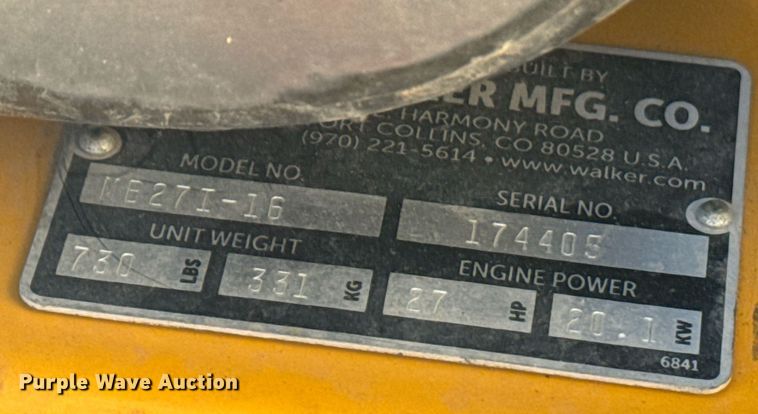 BUILT BY
ER MFG. CO.
HARMONY ROAD
ORT COLLINS, CO 80528 U.S.A.
(970) 221-5614 • www.walker.com
MODEL NO.
ME27I-16
SERIAL NO.
174405
UNIT WEIGHT
730 LBS
331 KG
ENGINE POWER
27 HP
20.1 KW
6841
Purple Wave Auction